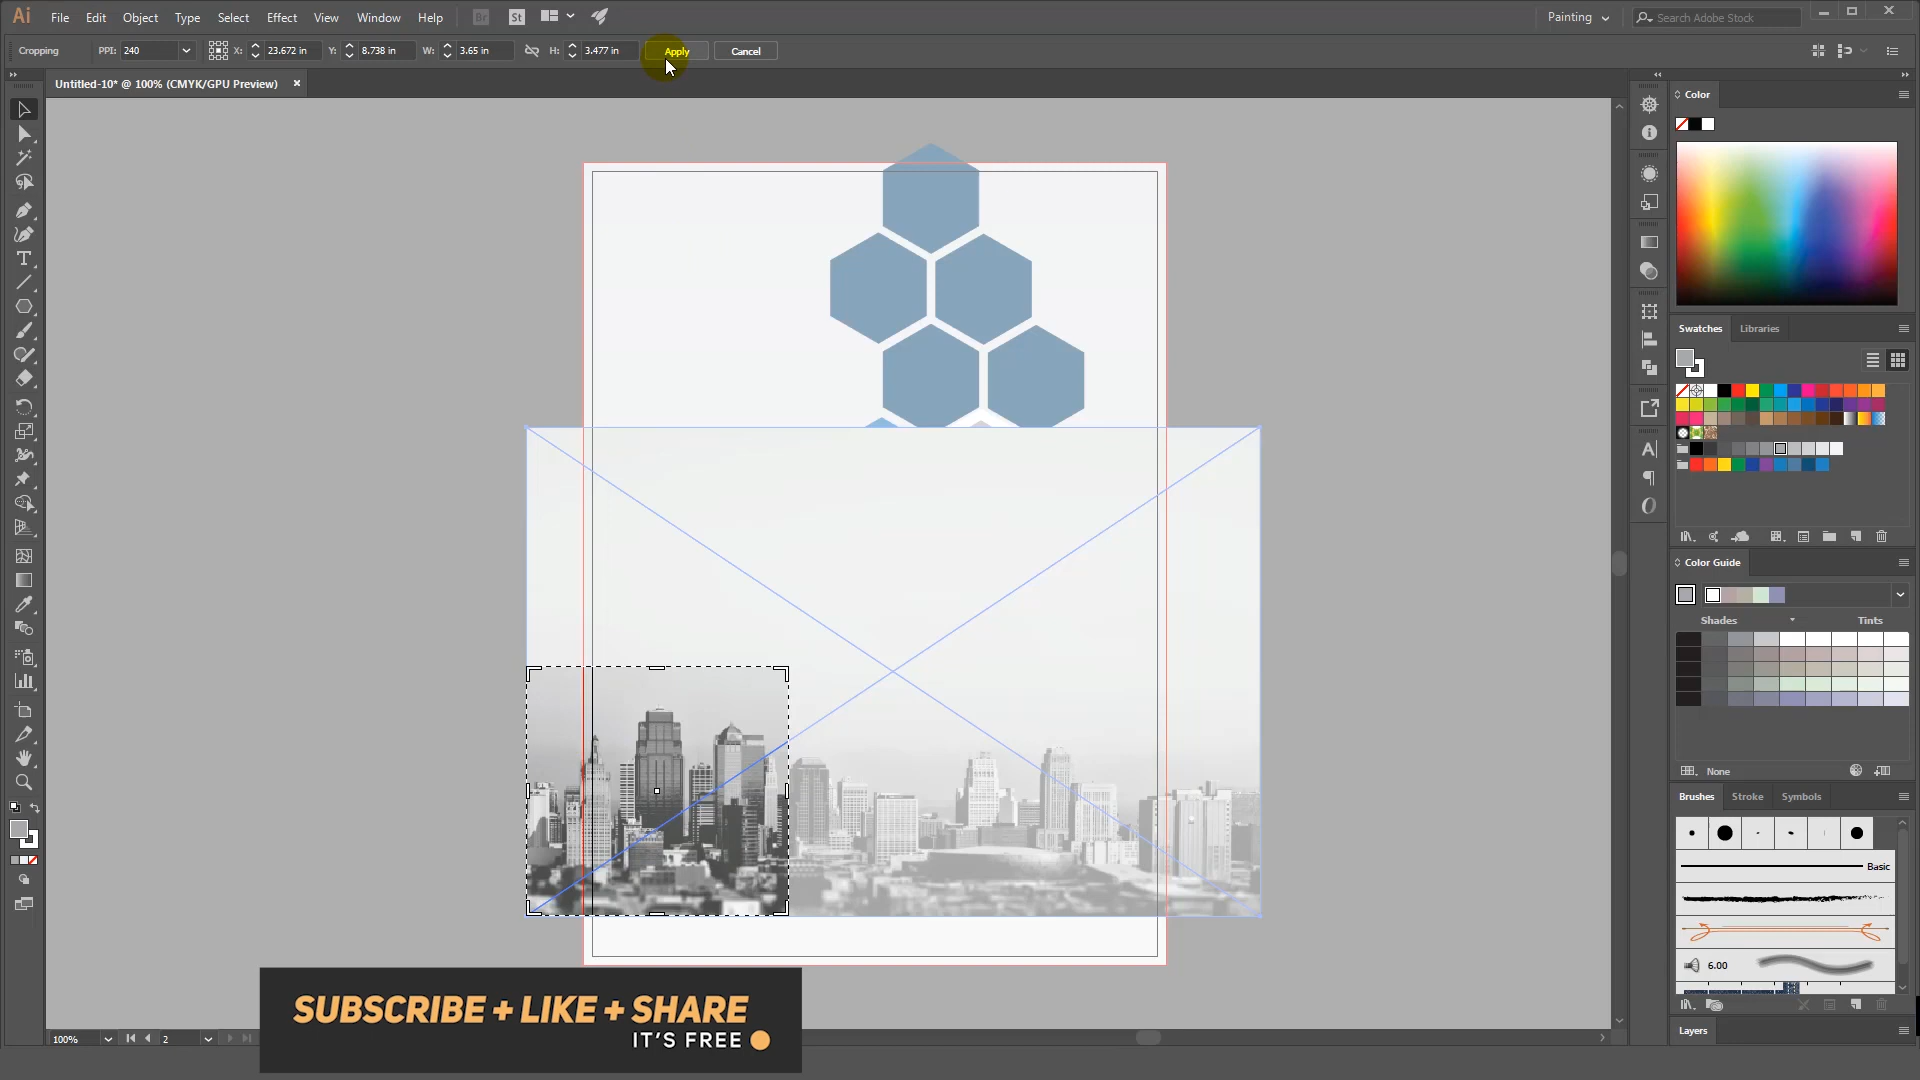 Ai File Edit Object Type Select Effect View Window Help Br St Painting Search Adobe Stock
Cropping PPI: 240 X: 23.672 in Y: 8.738 in W: 3.65 in H: 3.477 in Apply Cancel
Untitled-10* @ 100% (CMYK/GPU Preview)
Color
Swatches Libraries
Color Guide
Shades Tints
None
Brushes Stroke Symbols
Basic
6.00
Layers
SUBSCRIBE + LIKE + SHARE
IT'S FREE
100% 2